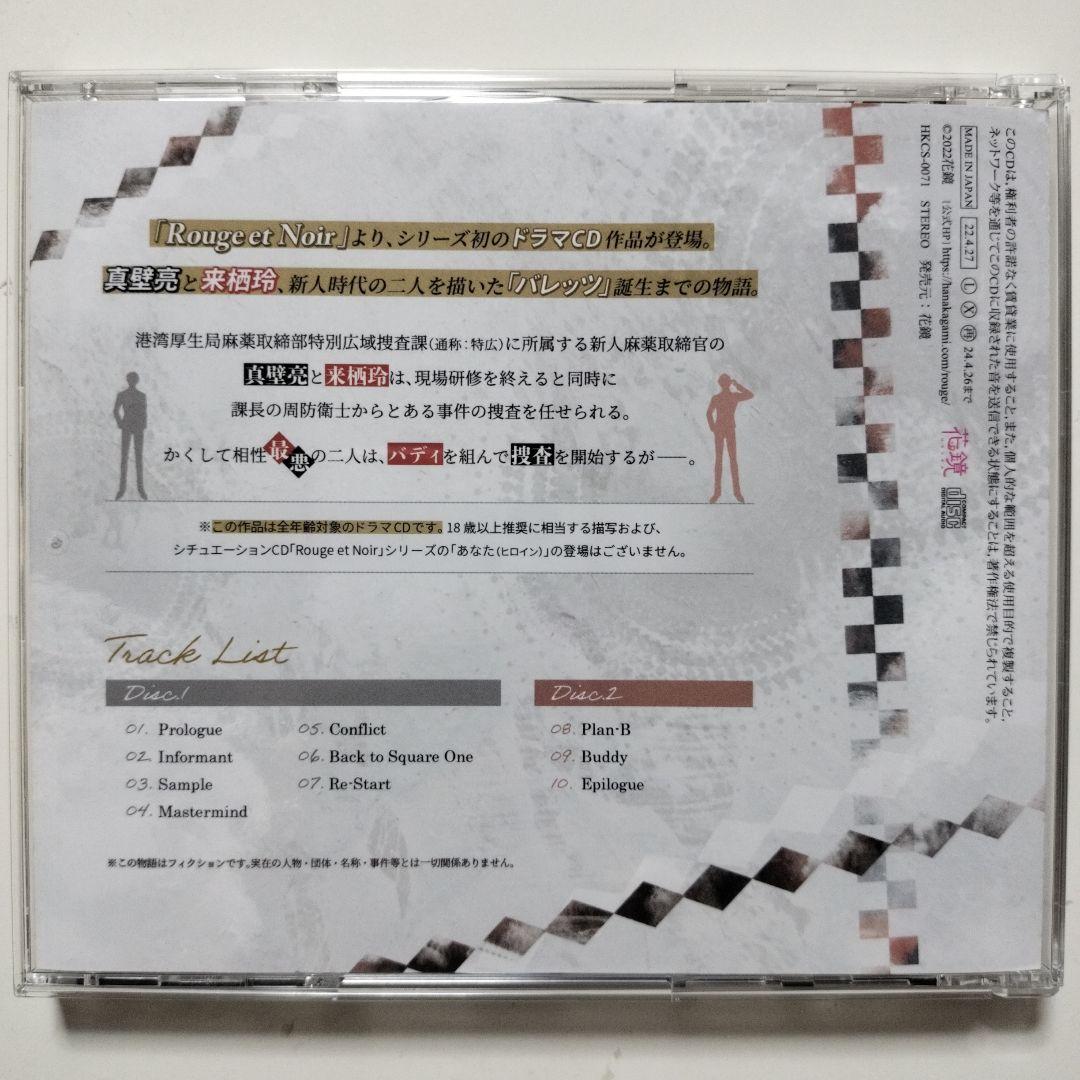 「Rouge et Noir」より、シリーズ初のドラマCD作品が登場。
真壁亮と来栖玲、新人時代の二人を描いた「バレッツ」誕生までの物語。
港湾厚生局麻薬取締部特別広域捜査課(通称:特広)に所属する新人麻薬取締官の
真壁亮と来栖玲は、現場研修を終えると同時に
課長の周防衛士からとある事件の捜査を任せられる。
かくして相性最悪の二人は、バディを組んで捜査を開始するが――。
※この作品は全年齢対象のドラマCDです。18歳以上推奨に相当する描写および、
シチュエーションCD「Rouge et Noir」シリーズの「あなた(ヒロイン)」の登場はございません。
Track List
Disc.1
01. Prologue
02. Informant
03. Sample
04. Mastermind
05. Conflict
06. Back to Square One
07. Re-Start
Disc.2
08. Plan-B
09. Buddy
10. Epilogue
※この物語はフィクションです。実在の人物・団体・名称・事件等とは一切関係ありません。
このCDは、権利者の許諾なく賃貸業に使用すること、また、個人的な範囲を超える使用目的で複製すること、
ネットワーク等を通じてこのCDに収録された音を送信できる状態にすることは、著作権法で禁じられています。
MADE IN JAPAN 22.4.27 L X 再 24.4.26まで
©2022花鏡 [公式HP] https://hanakagami.com/rouge/
HKCS-0071 STEREO 発売元:花鏡
花鏡
COMPACT
disc
DIGITAL AUDIO